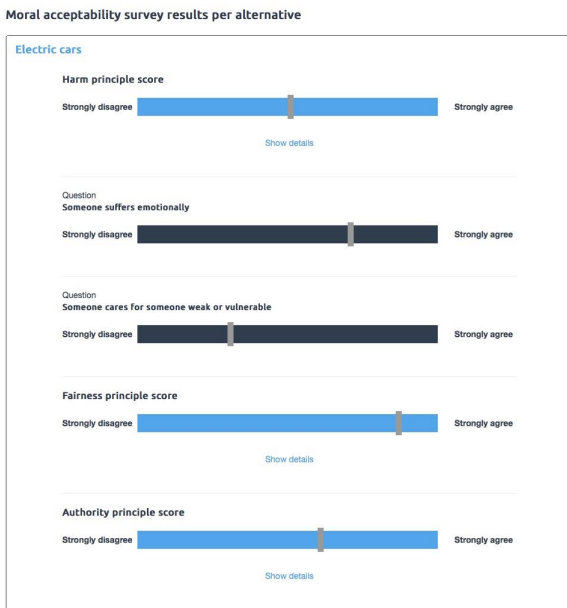 Moral acceptability survey results per alternative
Electric cars
Harm principle score
Strongly disagree Strongly agree
Show details
Question
Someone suffers emotionally
Strongly disagree Strongly agree
Question
Someone cares for someone weak or vulnerable
Strongly disagree Strongly agree
Fairness principle score
Strongly disagree Strongly agree
Show details
Authority principle score
Strongly disagree Strongly agree
Show details